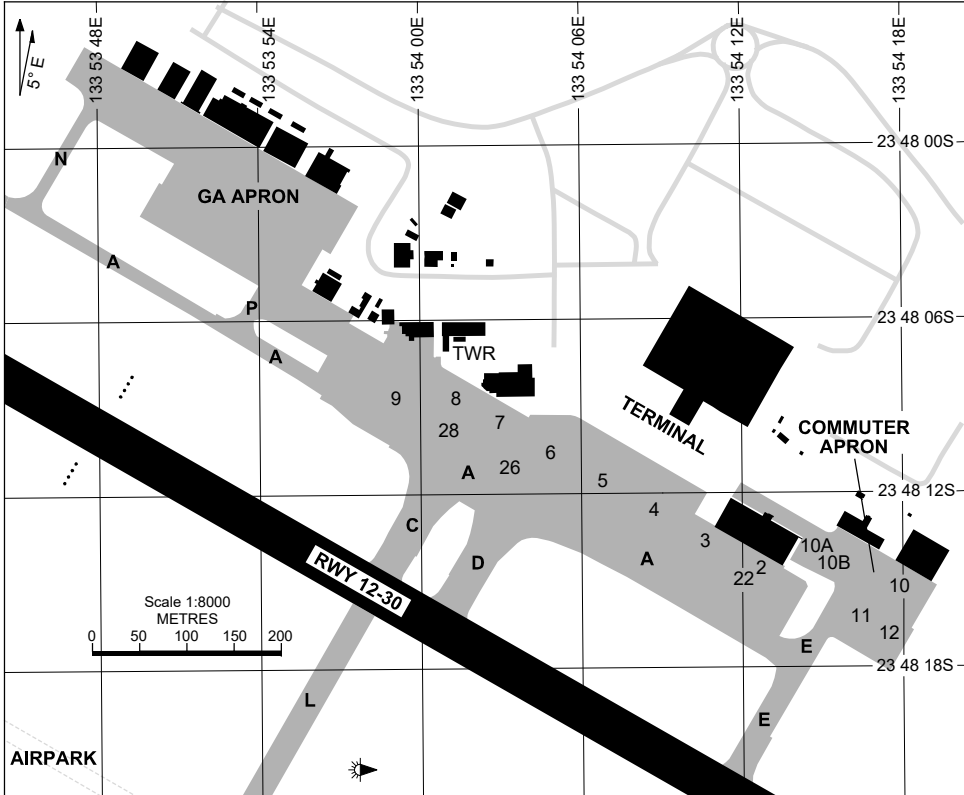 133 53 48E
133 53 54E
133 54 00E
133 54 06E
133 54 12E
133 54 18E
5° E
23 48 00S
N
GA APRON
A
P
23 48 06S
A
TWR
9
8
7
28
TERMINAL
COMMUTER
APRON
6
A
26
5
23 48 12S
4
C
3
10A
10B
D
A
2
22
10
RWY 12-30
Scale 1:8000
METRES
0 50 100 150 200
11
12
E
23 48 18S
L
E
AIRPARK